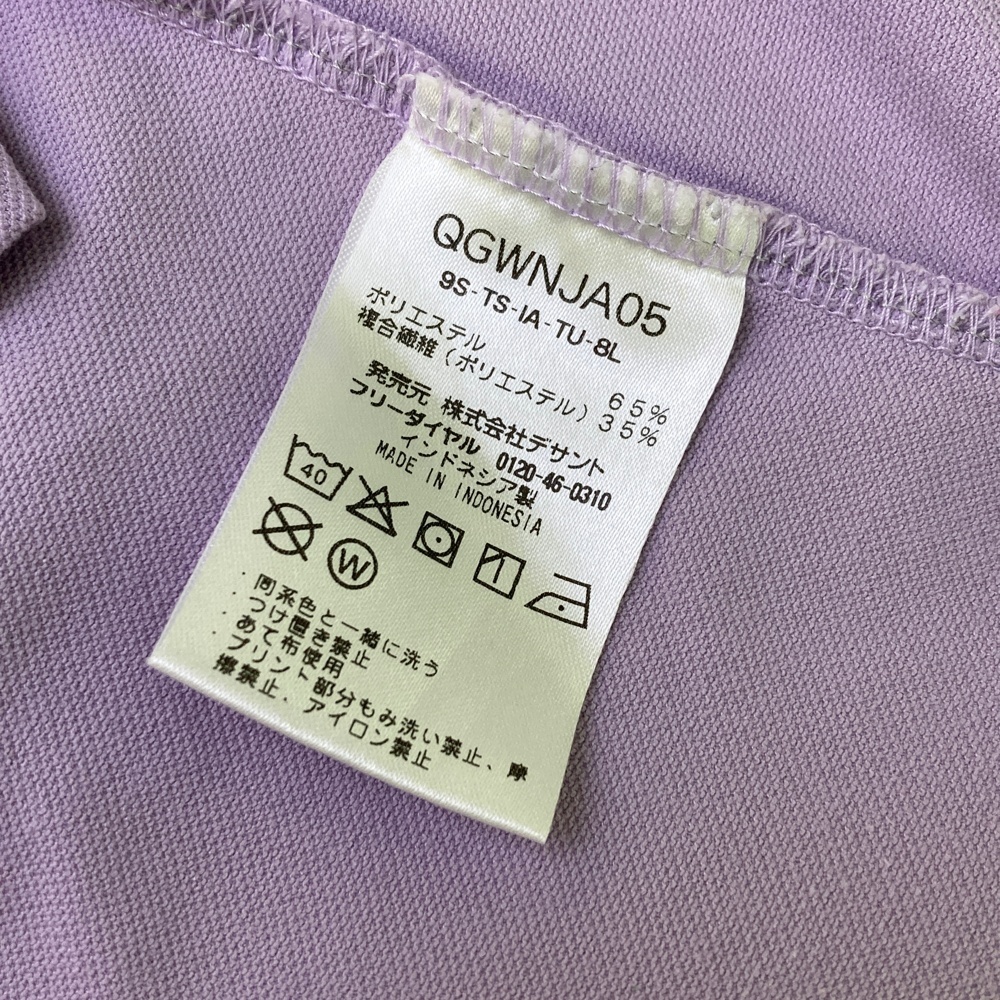 QGWNJA05
9S-TS-IA-TU-8L
ポリエステル 65%
複合繊維(ポリエステル) 35%
発売元 株式会社デサント
フリーダイヤル 0120-46-0310
インドネシア製
MADE IN INDONESIA
40
W
・同系色と一緒に洗う
・つけ置き禁止
・あて布使用
・プリント部分もみ洗い禁止、摩
擦禁止．アイロン禁止